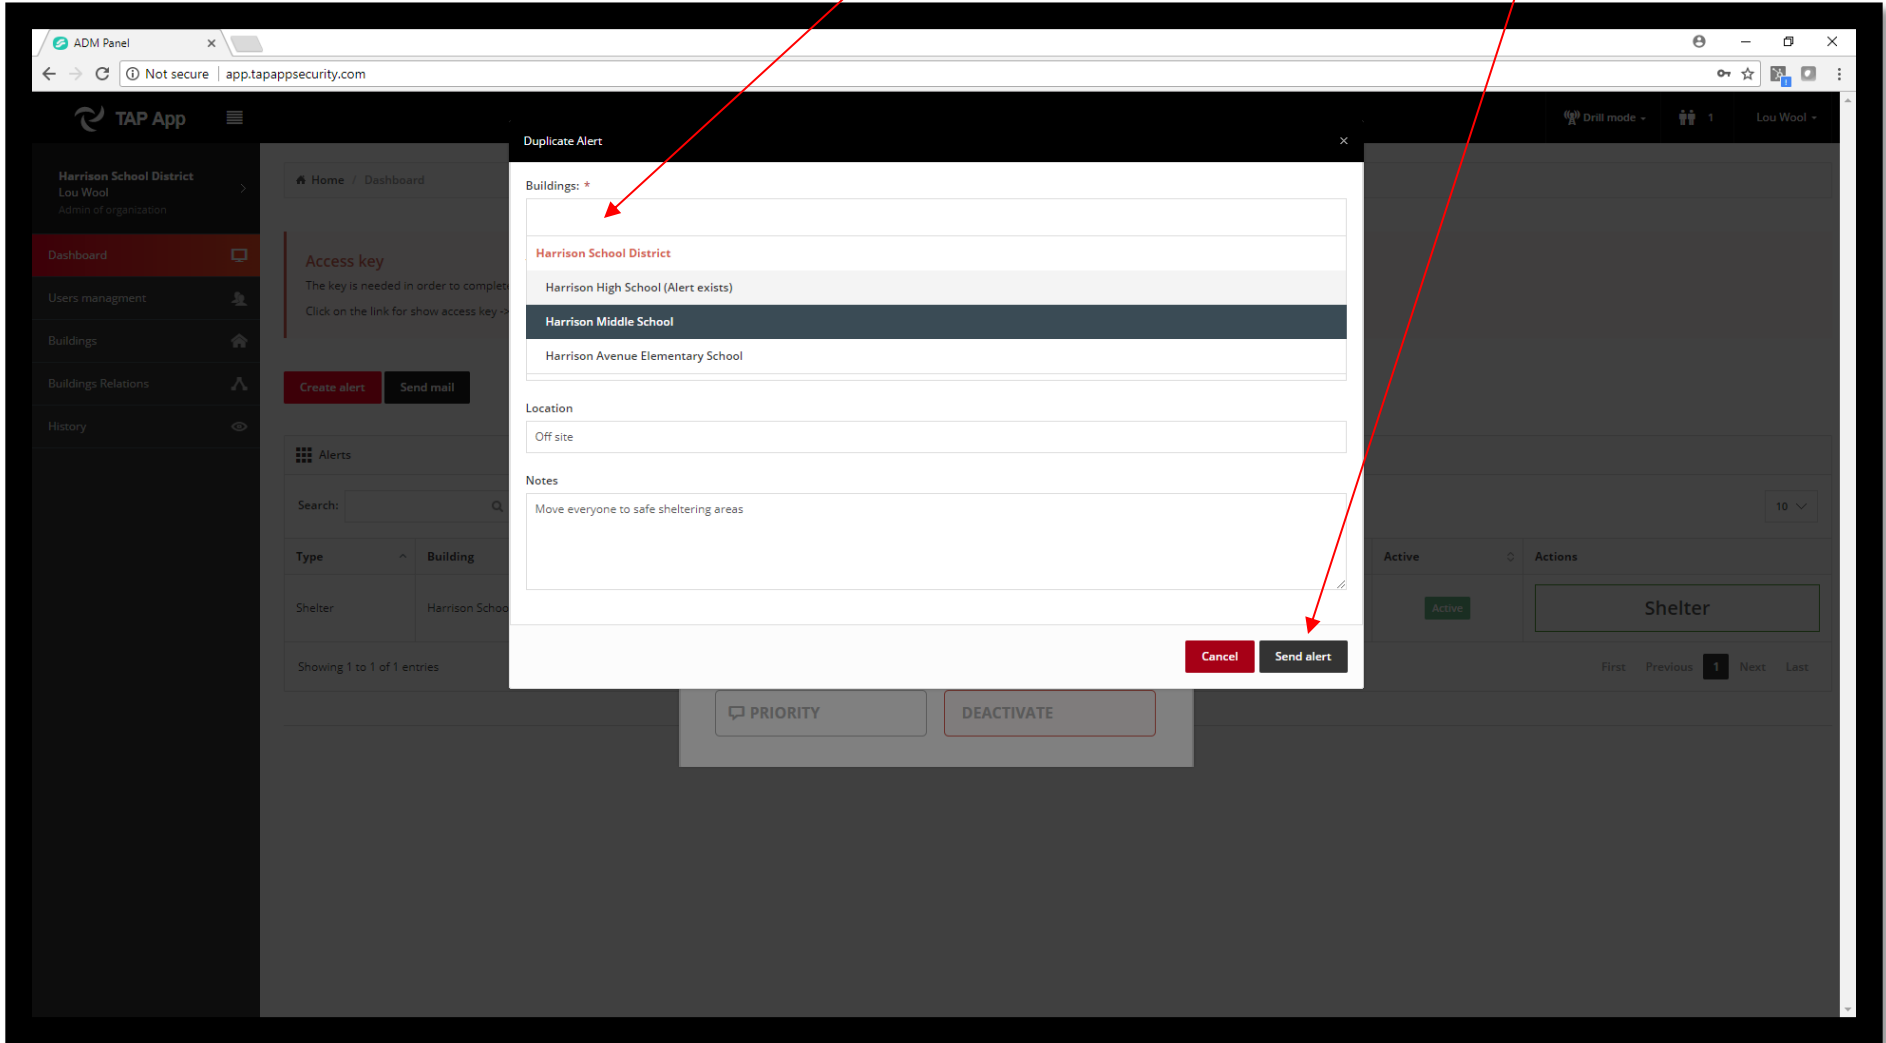 ADM Panel
Not secure | app.tapappsecurity.com
TAP App
Drill mode
1
Lou Wool
Harrison School District
Lou Wool
Admin of organization
Dashboard
Users managment
Buildings
Buildings Relations
History
Home / Dashboard
Access key
The key is needed in order to complet
Click on the link for show access key ->
Create alert
Send mail
Alerts
Search:
10
Type
Building
Active
Actions
Shelter
Harrison Schoo
Active
Shelter
Showing 1 to 1 of 1 entries
First Previous 1 Next Last
Duplicate Alert
Buildings: *
Harrison School District
Harrison High School (Alert exists)
Harrison Middle School
Harrison Avenue Elementary School
Location
Off site
Notes
Move everyone to safe sheltering areas
Cancel
Send alert
PRIORITY
DEACTIVATE